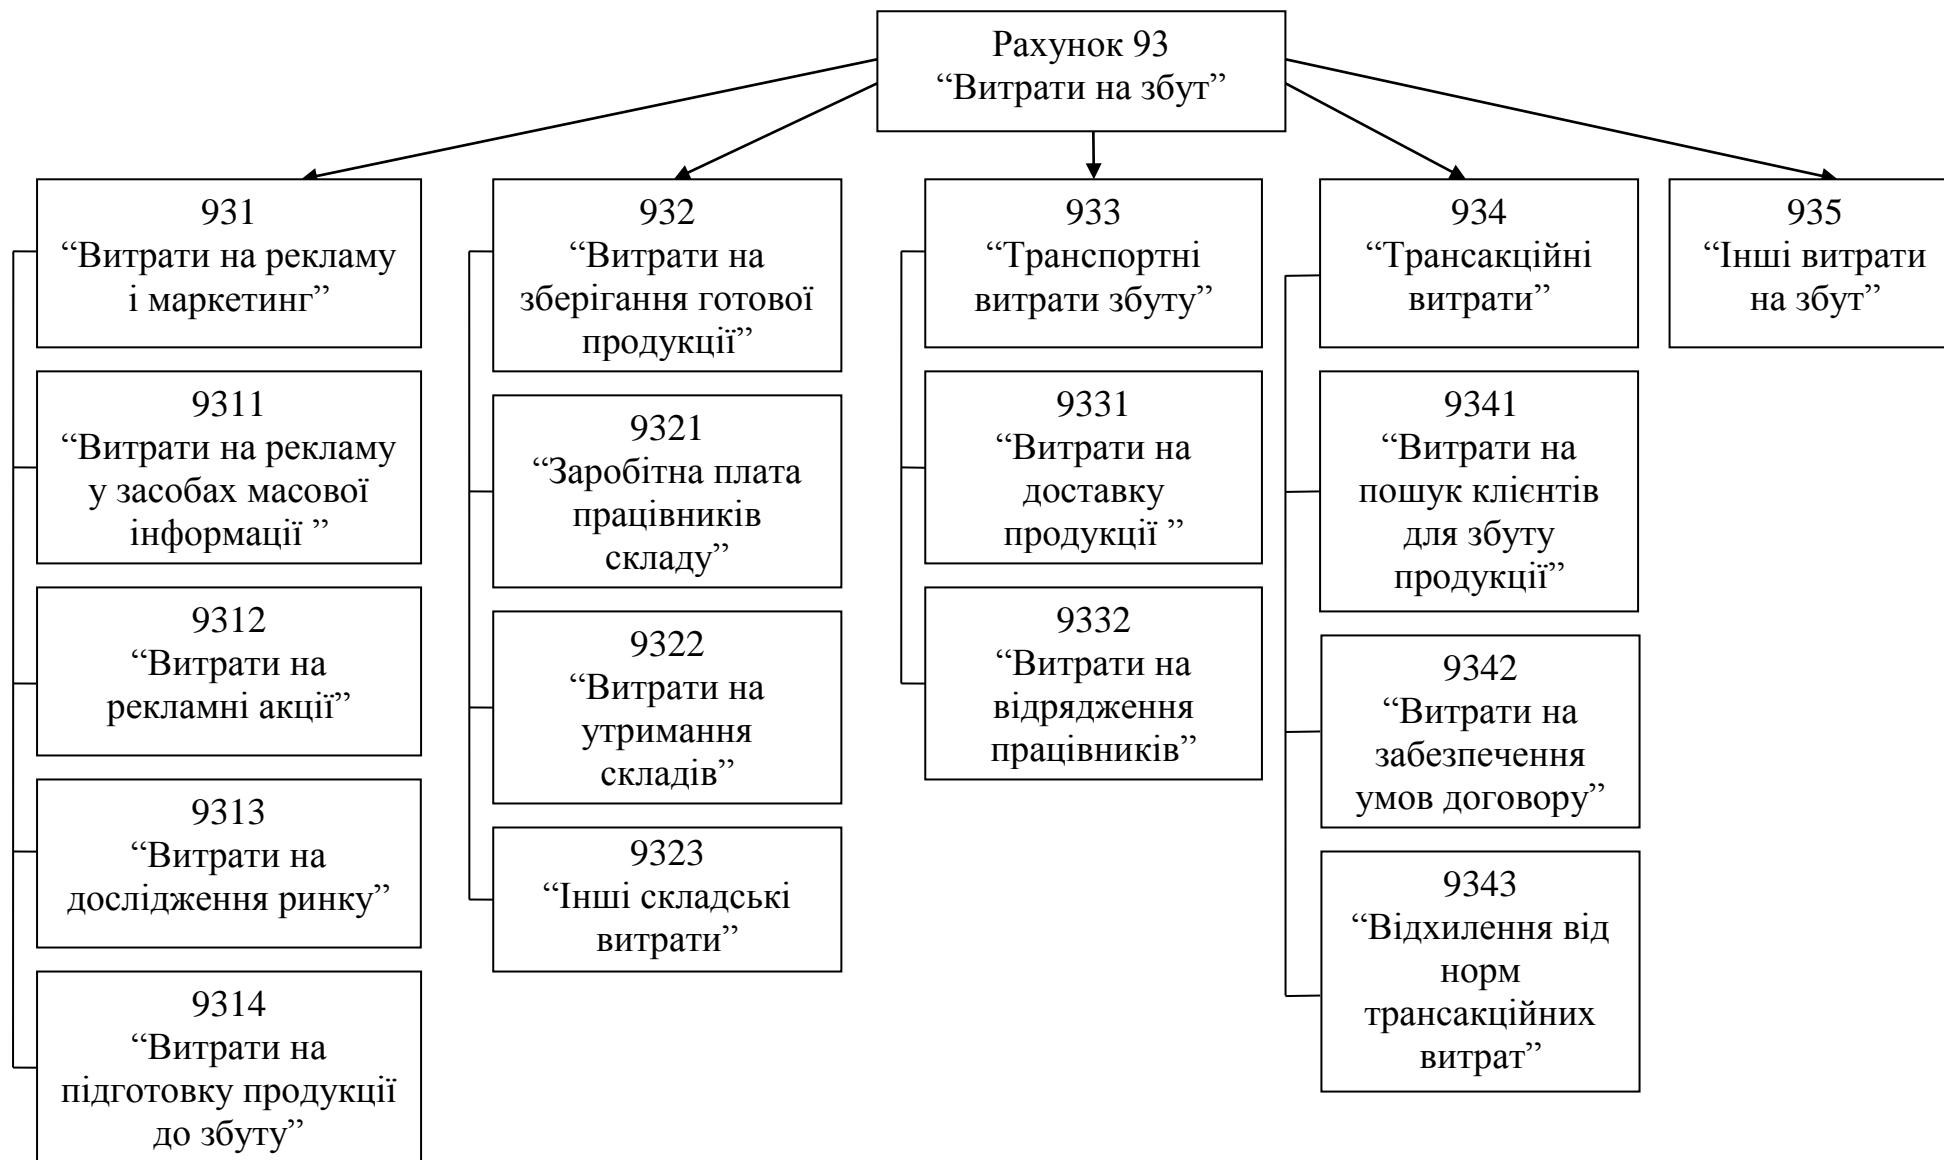 Рахунок 93
“Витрати на збут”
931
“Витрати на рекламу
і маркетинг”
9311
“Витрати на рекламу
у засобах масової
інформації ”
9312
“Витрати на
рекламні акції”
9313
“Витрати на
дослідження ринку”
9314
“Витрати на
підготовку продукції
до збуту”
932
“Витрати на
зберігання готової
продукції”
9321
“Заробітна плата
працівників
складу”
9322
“Витрати на
утримання
складів”
9323
“Інші складські
витрати”
933
“Транспортні
витрати збуту”
9331
“Витрати на
доставку
продукції ”
9332
“Витрати на
відрядження
працівників”
934
“Трансакційні
витрати”
9341
“Витрати на
пошук клієнтів
для збуту
продукції”
9342
“Витрати на
забезпечення
умов договору”
9343
“Відхилення від
норм
трансакційних
витрат”
935
“Інші витрати
на збут”